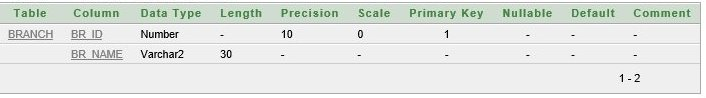 Table Column Data Type Length Precision Scale Primary Key Nullable Default Comment
BRANCH BR_ID Number - 10 0 1 - - -
BR_NAME Varchar2 30 - - - - - -
1 - 2